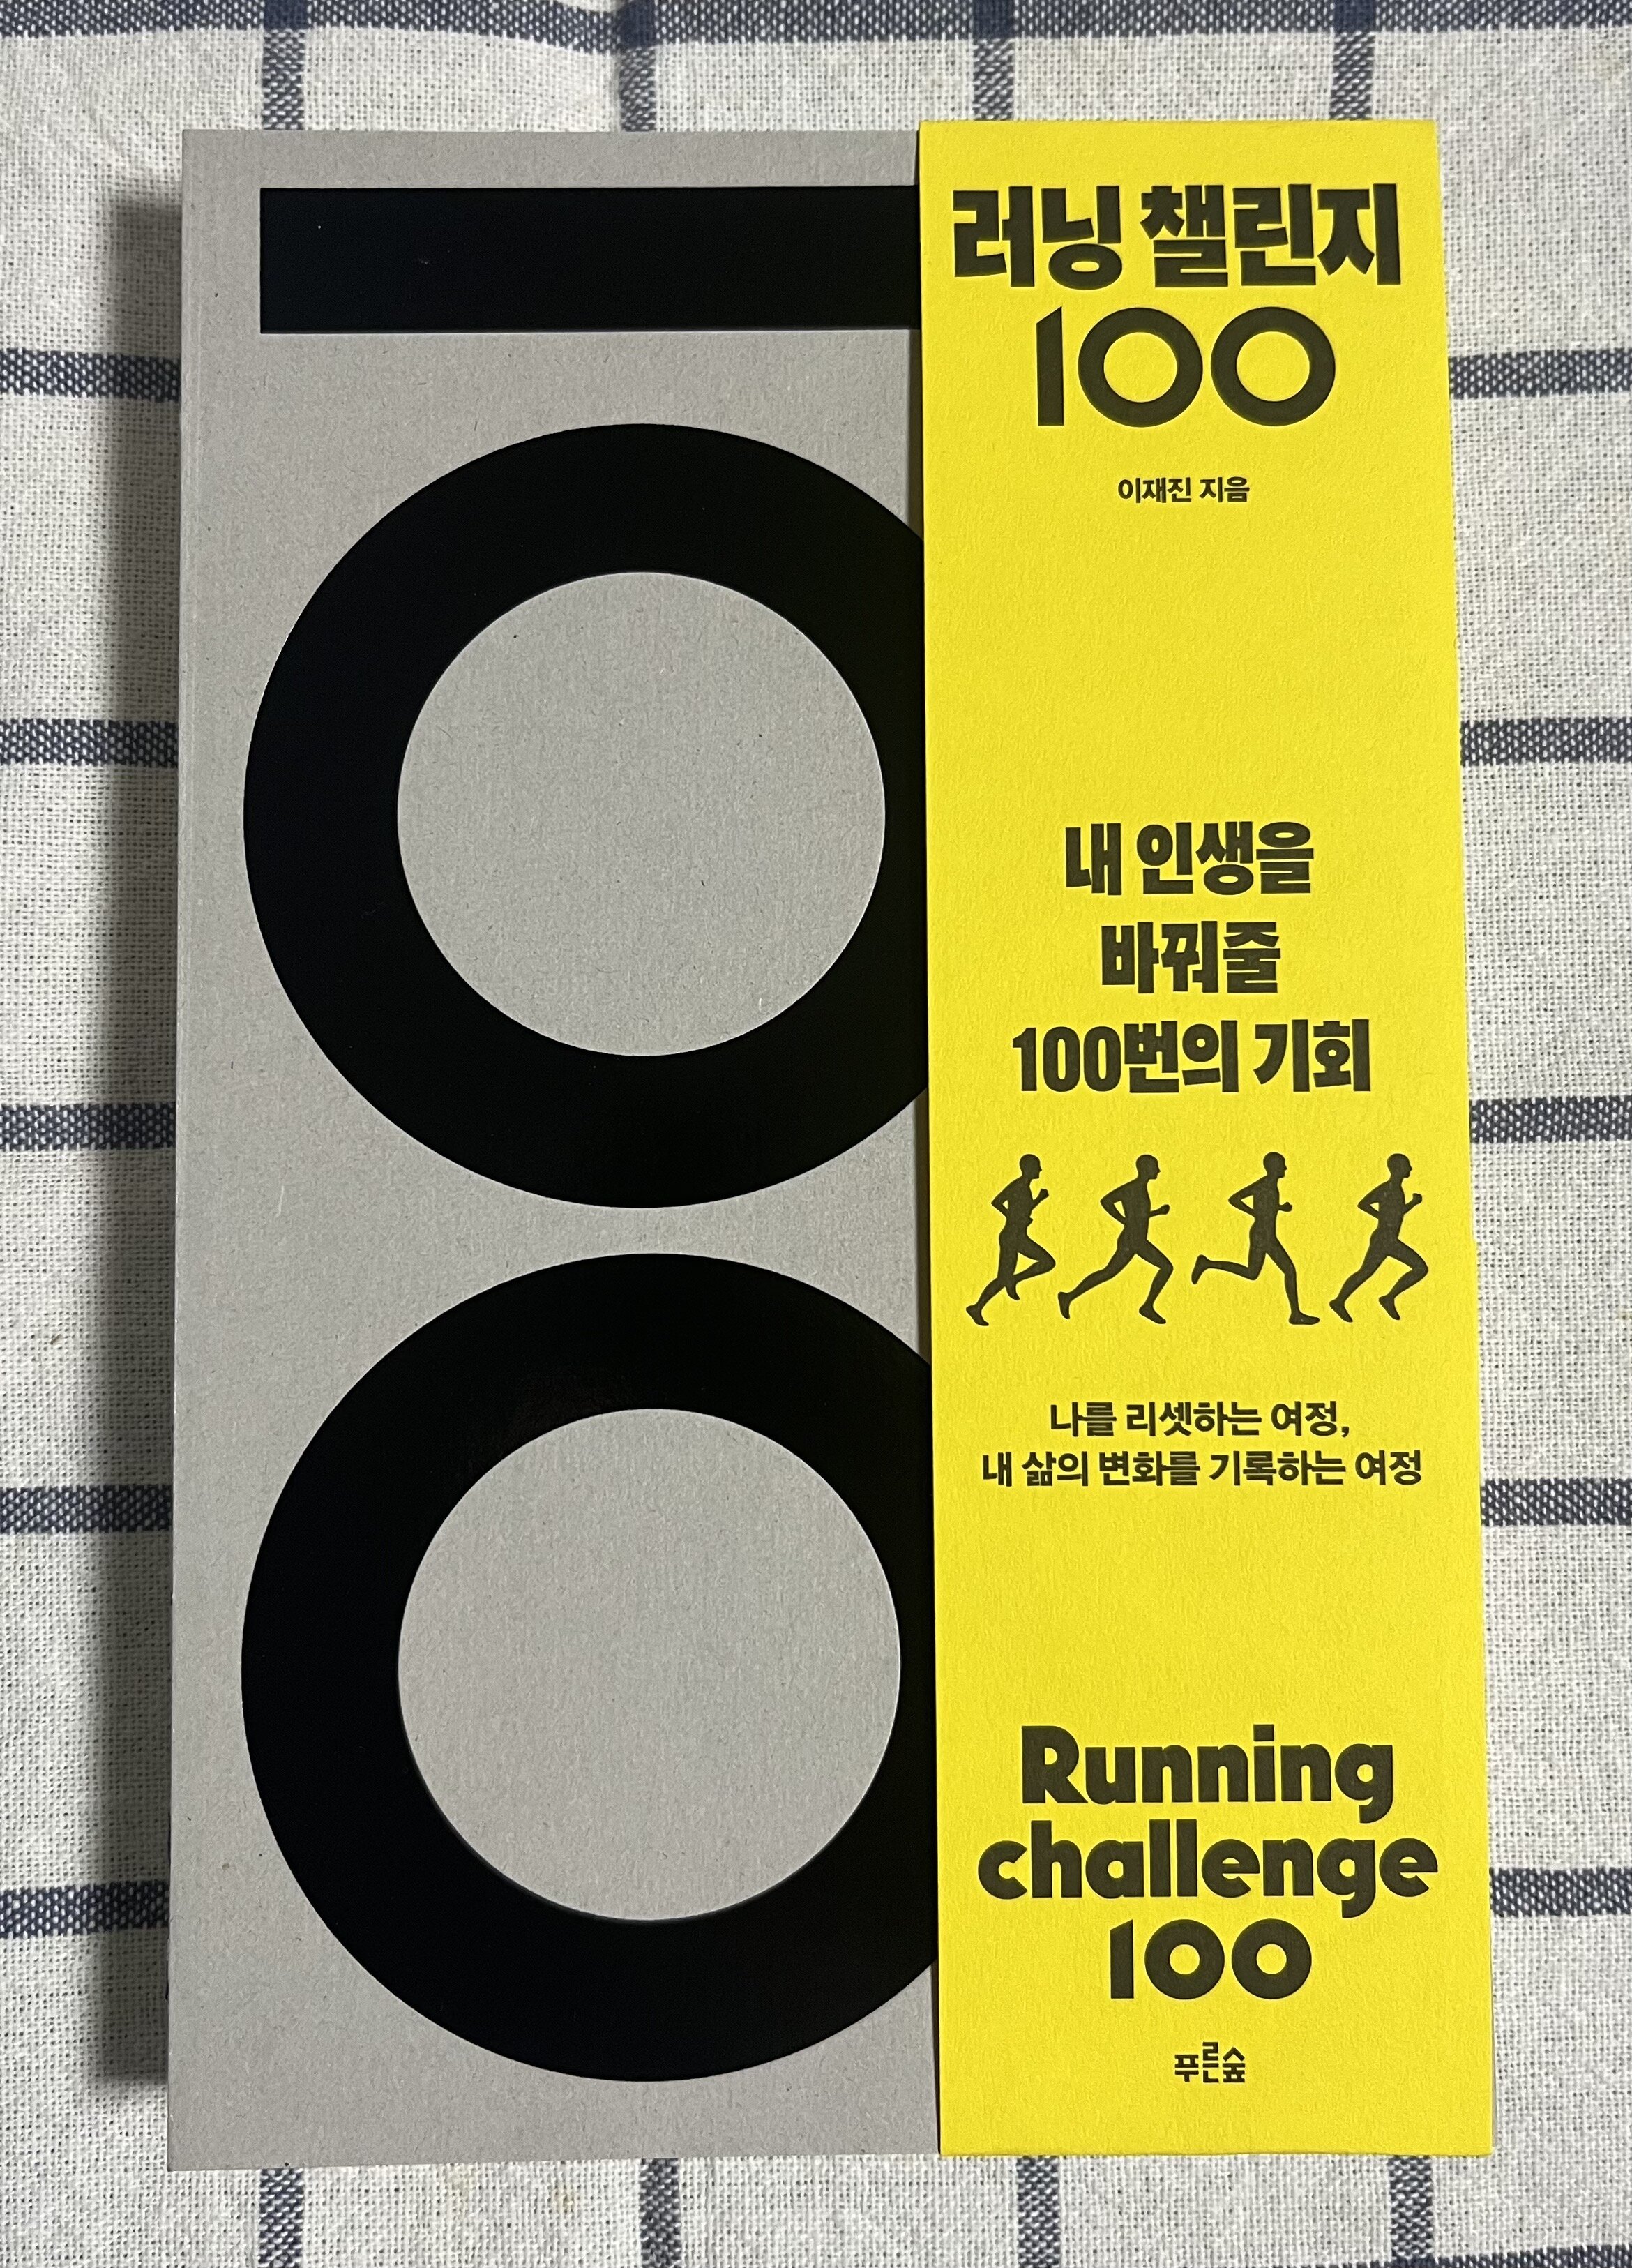 100
러닝 챌린지
100
이재진 지음
내 인생을
바꿔줄
100번의 기회
나를 리셋하는 여정,
내 삶의 변화를 기록하는 여정
Running
challenge
100
푸른숲